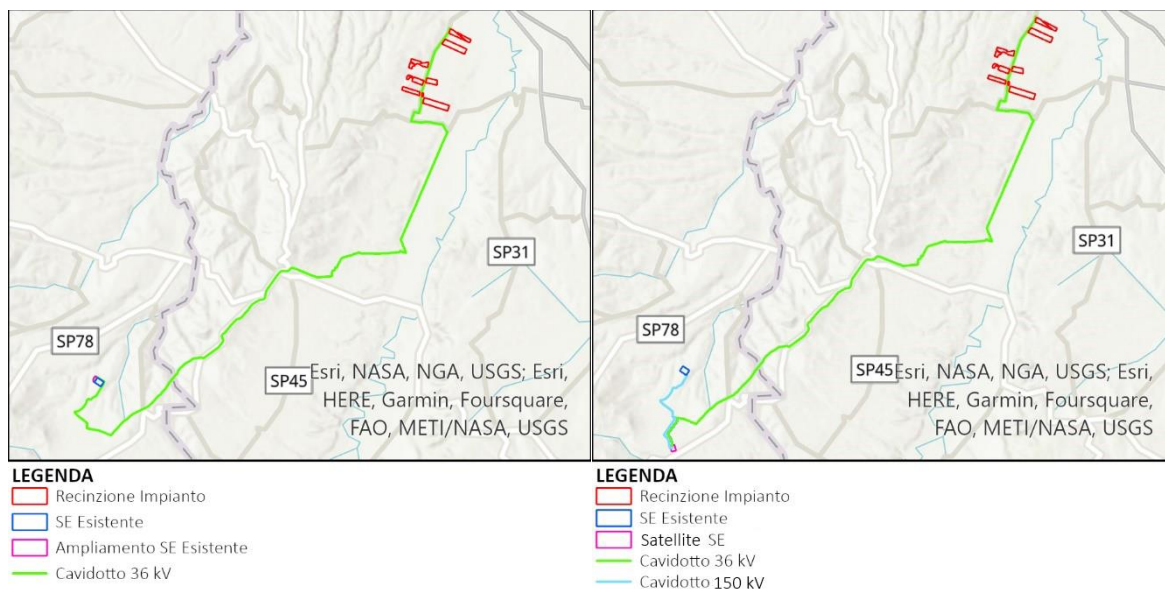 SP31
SP78
SP45
Esri, NASA, NGA, USGS; Esri,
HERE, Garmin, Foursquare,
FAO, METI/NASA, USGS
LEGENDA
Recinzione Impianto
SE Esistente
Ampliamento SE Esistente
Cavidotto 36 kV
SP31
SP78
SP45
Esri, NASA, NGA, USGS; Esri,
HERE, Garmin, Foursquare,
FAO, METI/NASA, USGS
LEGENDA
Recinzione Impianto
SE Esistente
Satellite SE
Cavidotto 36 kV
Cavidotto 150 kV